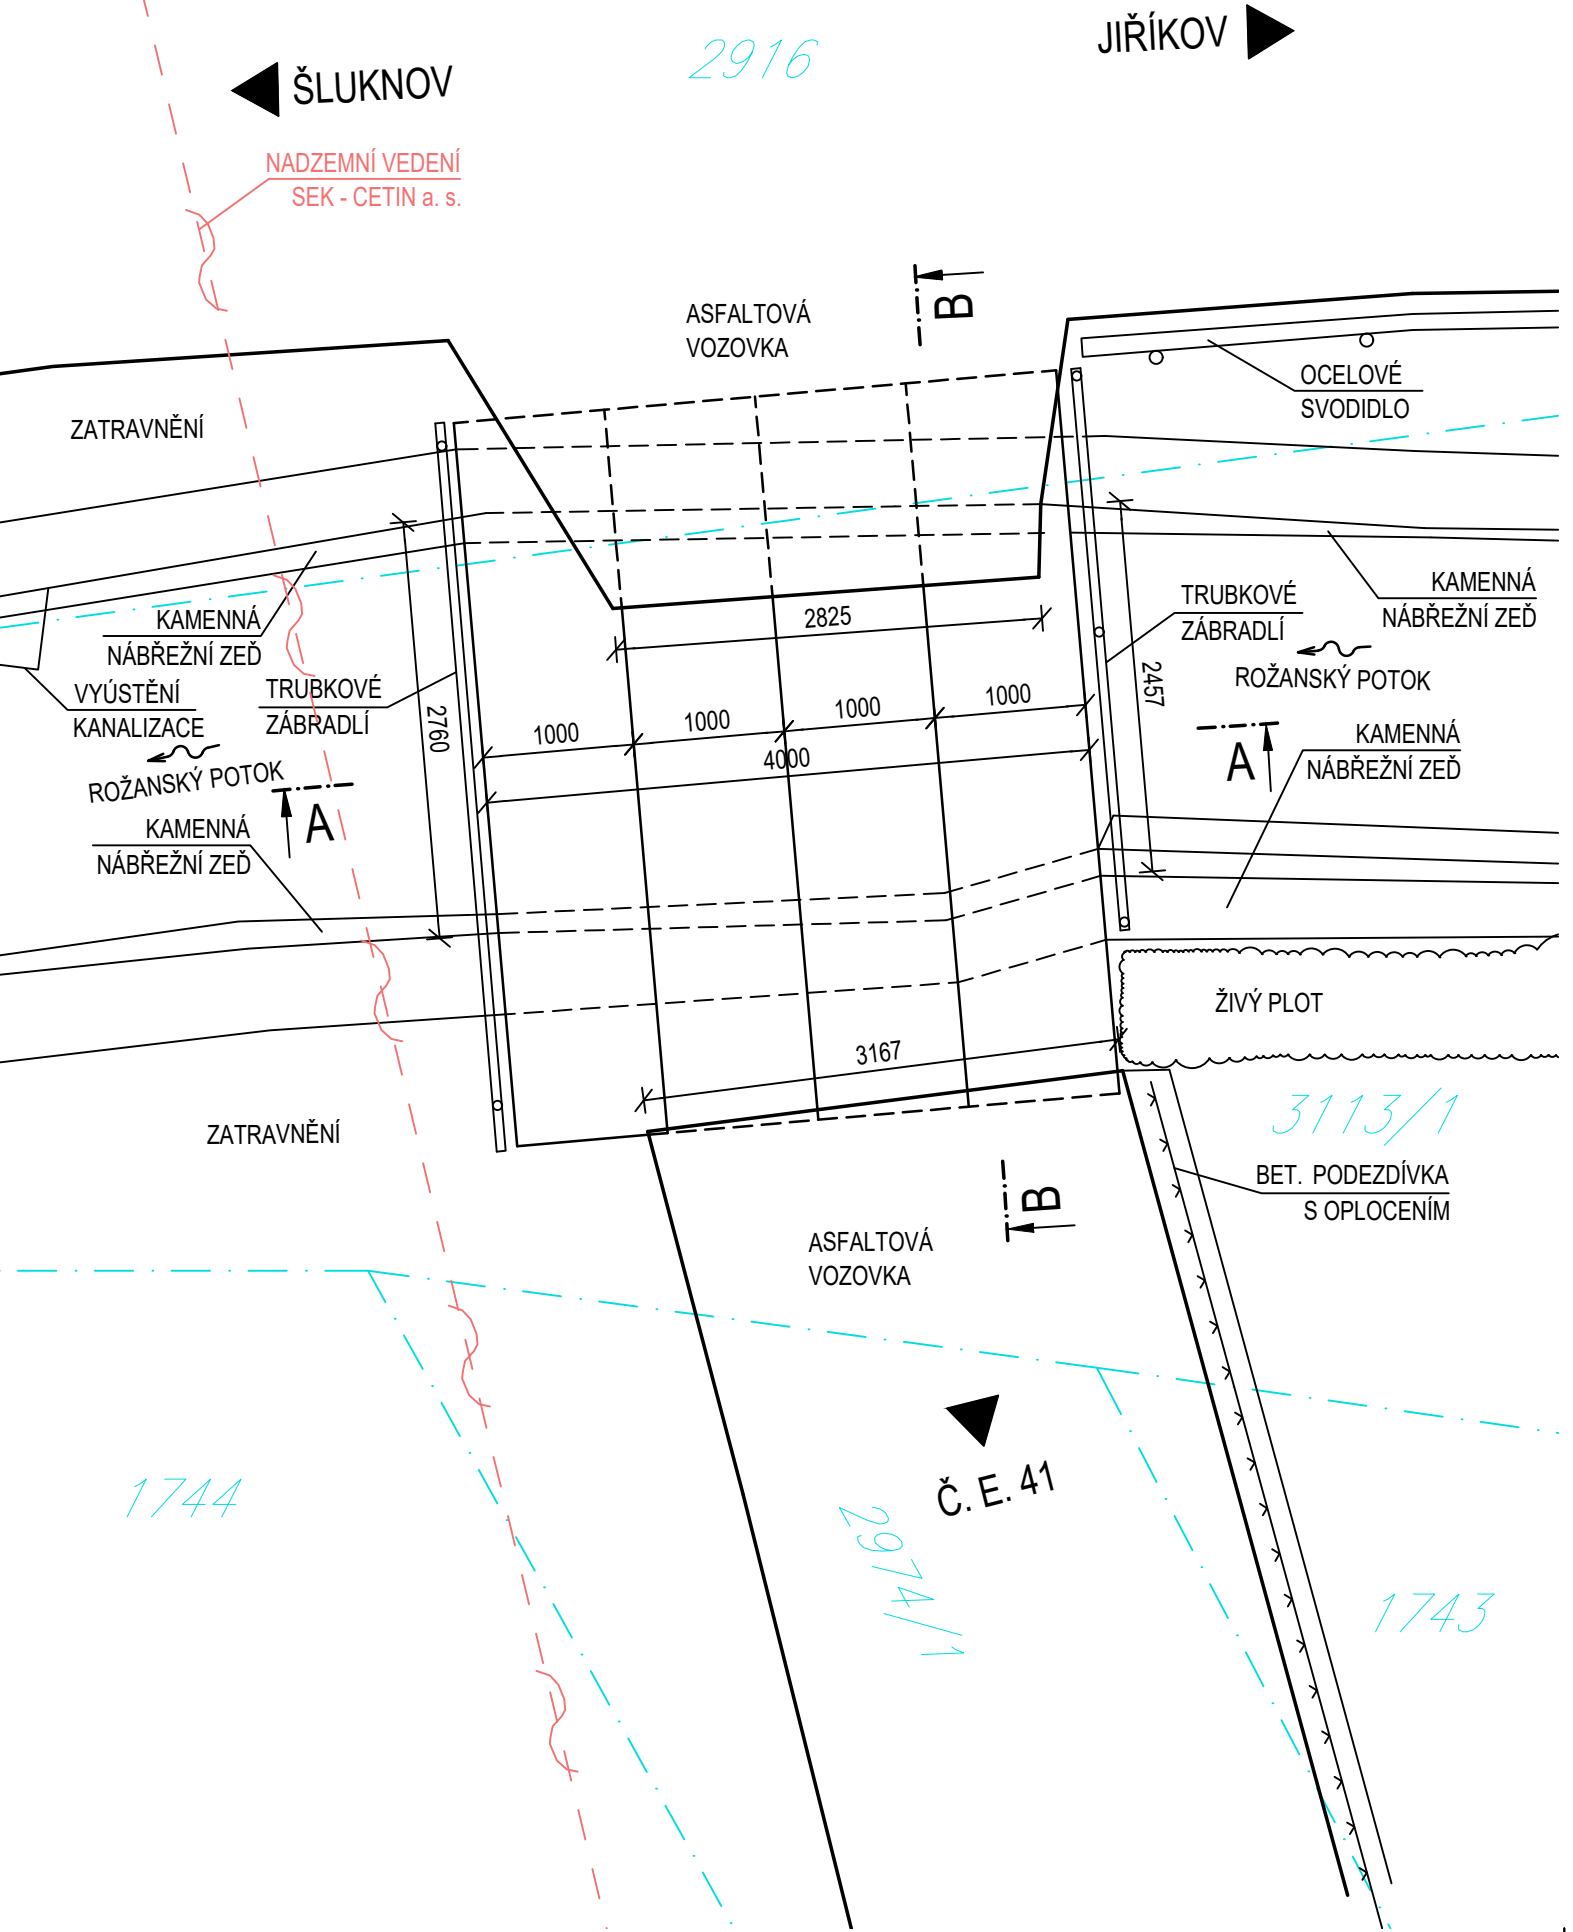 2916
JIŘÍKOV
ŠLUKNOV
NADZEMNÍ VEDENÍ
SEK - CETIN a. s.
B
ASFALTOVÁ
VOZOVKA
OCELOVÉ
SVODIDLO
ZATRAVNĚNÍ
KAMENNÁ
NÁBŘEŽNÍ ZEĎ
TRUBKOVÉ
ZÁBRADLÍ
KAMENNÁ
NÁBŘEŽNÍ ZEĎ
2825
VYÚSTĚNÍ
KANALIZACE
TRUBKOVÉ
ZÁBRADLÍ
2760
1000
1000
1000
1000
4000
2457
ROŽANSKÝ POTOK
ROŽANSKÝ POTOK
A
A
KAMENNÁ
NÁBŘEŽNÍ ZEĎ
KAMENNÁ
NÁBŘEŽNÍ ZEĎ
ŽIVÝ PLOT
3167
ZATRAVNĚNÍ
3113/1
BET. PODEZDÍVKA
S OPLOCENÍM
B
ASFALTOVÁ
VOZOVKA
Č. E. 41
1744
2974/1
1743